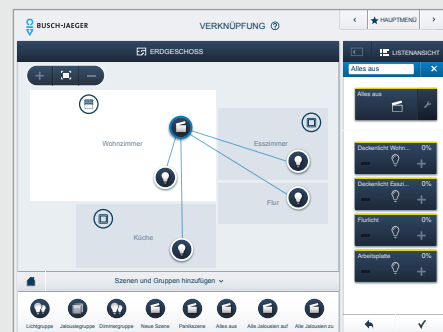 BUSCH-JAEGER
VERKNÜPFUNG
HAUPTMENÜ
ERDGESCHOSS
LISTENANSICHT
Alles aus
Alles aus
Wohnzimmer
Esszimmer
Flur
Küche
Deckenlicht Wohn... 0%
Deckenlicht Esszi... 0%
Flurlicht 0%
Arbeitsplatte 0%
Szenen und Gruppen hinzufügen
Lichtgruppe Jalousiegruppe Dimmergruppe Neue Szene Panikszene Alles aus Alle Jalousien auf Alle Jalousien zu